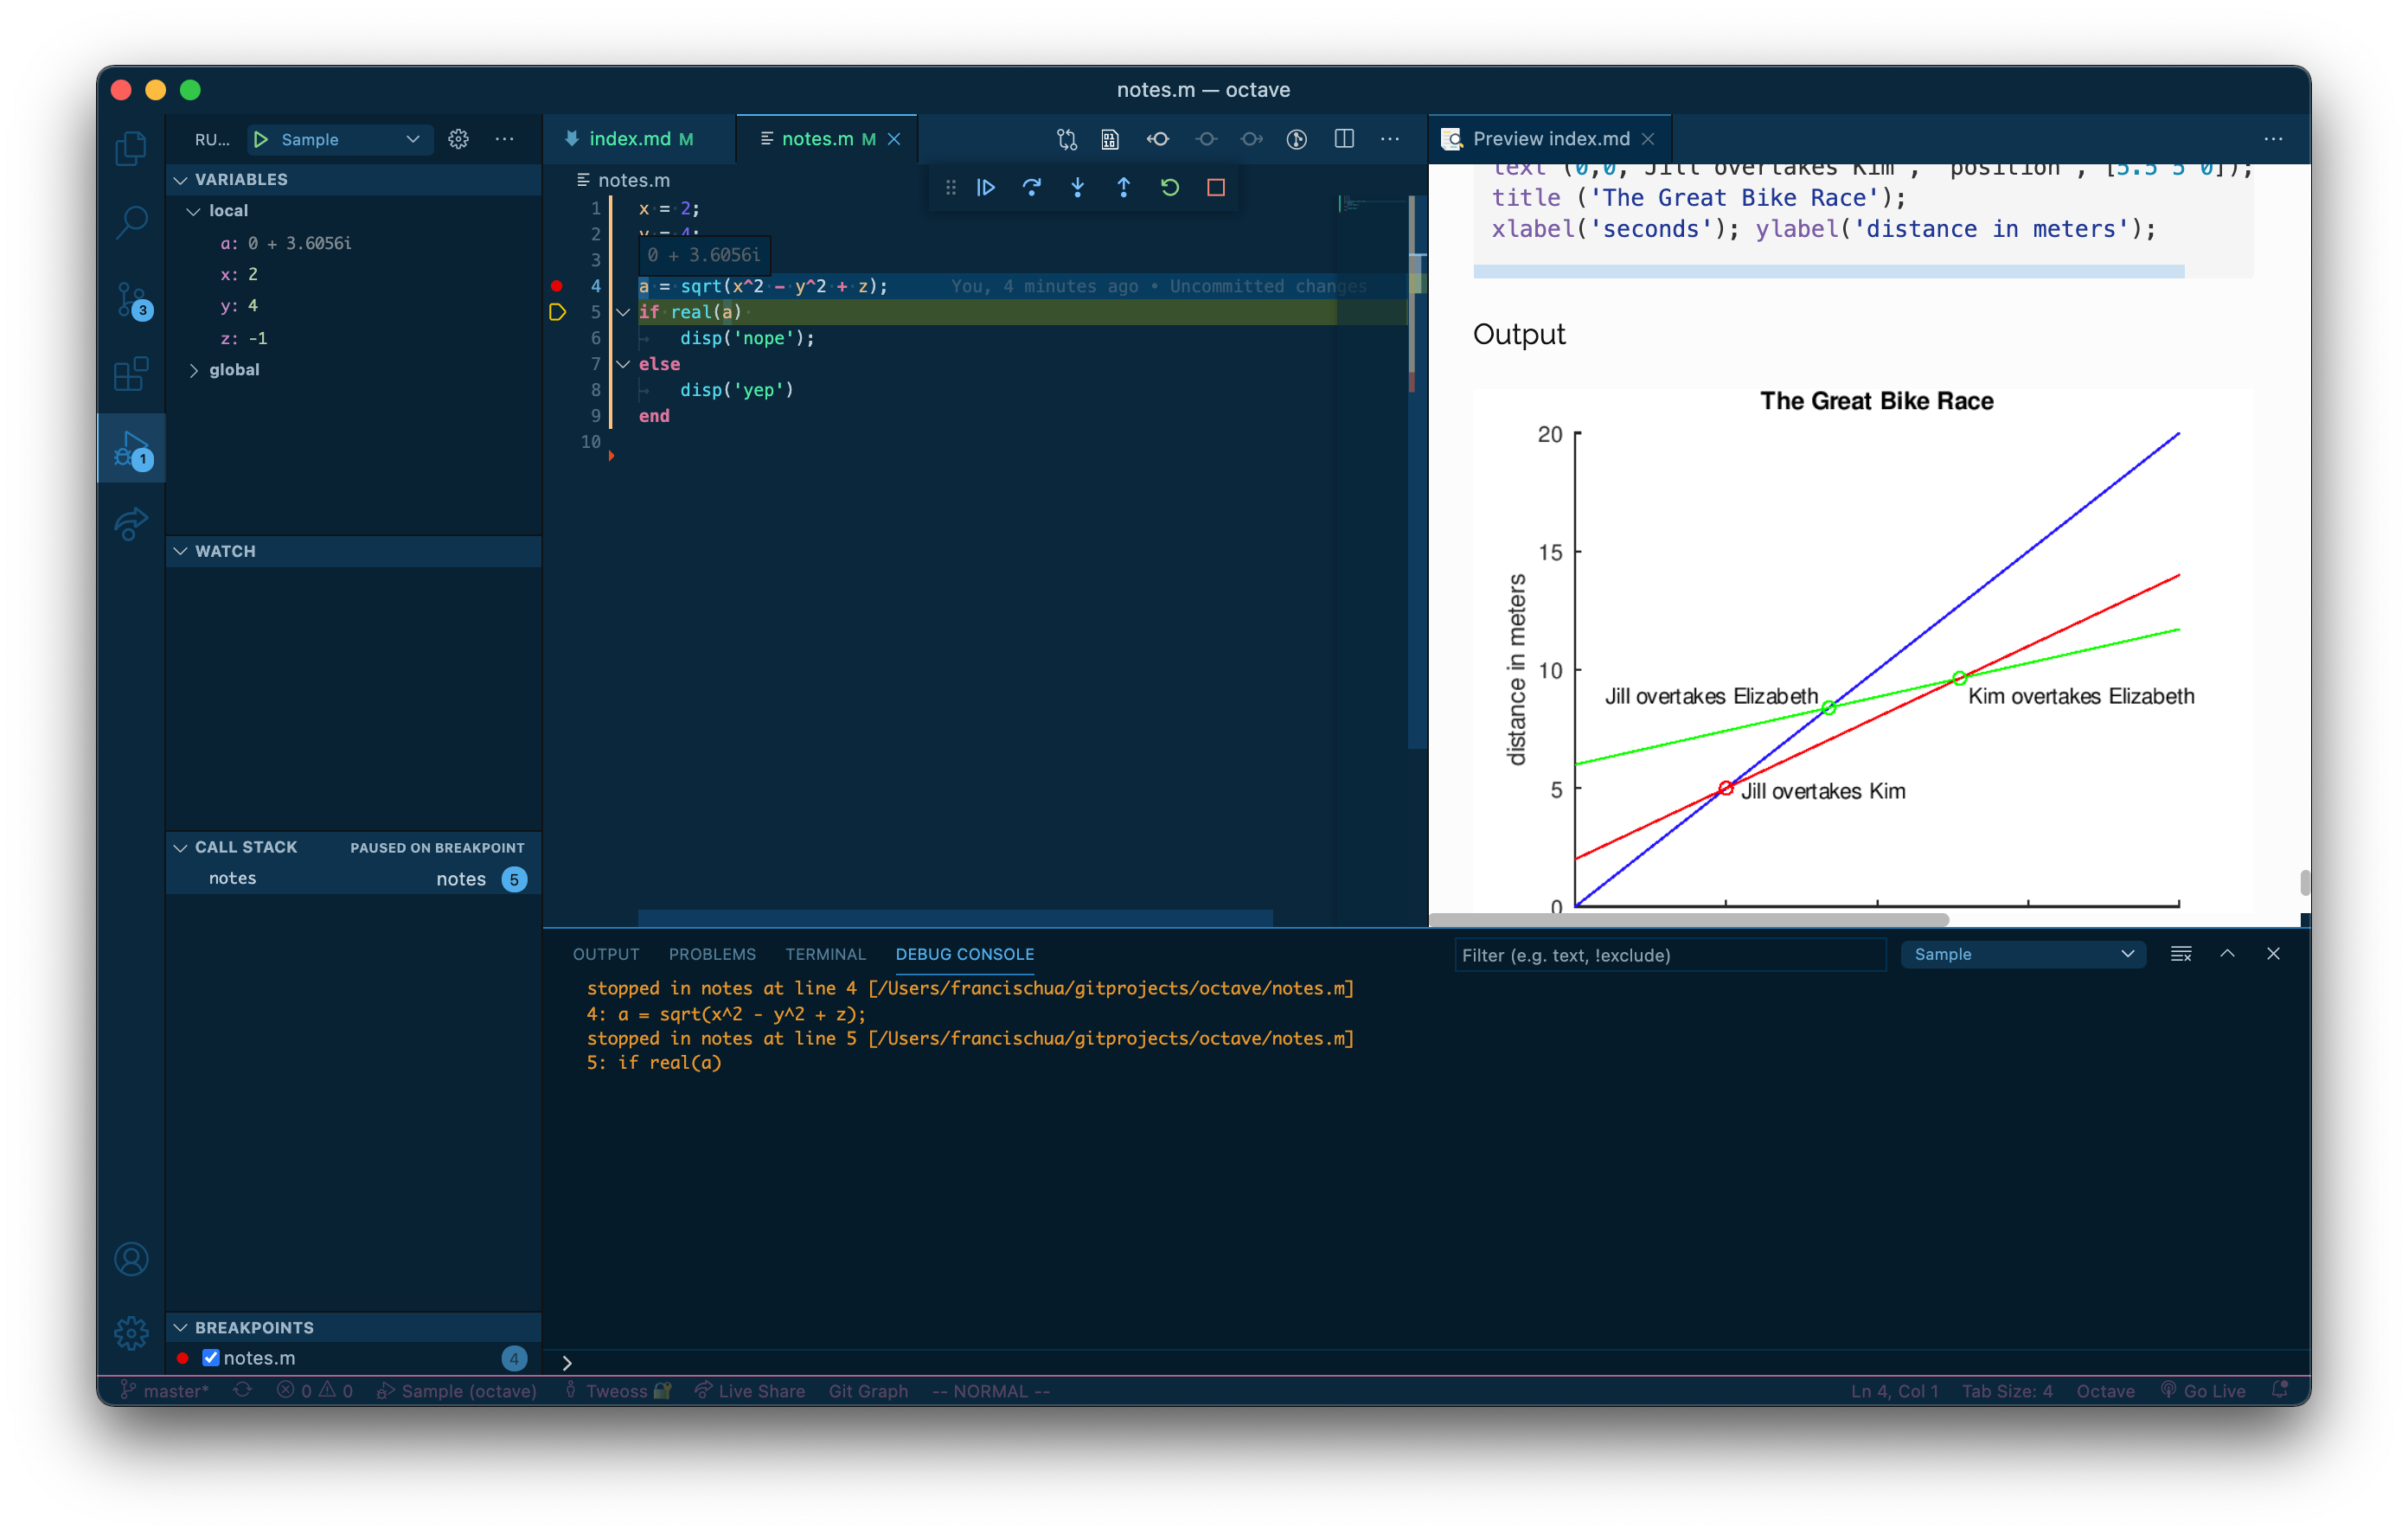 notes.m — octave
RU... Sample
VARIABLES
local
a: 0 + 3.6056i
x: 2
y: 4
z: -1
global
WATCH
CALL STACK PAUSED ON BREAKPOINT
notes notes 5
BREAKPOINTS
notes.m 4
3
1
index.md M
notes.m M
notes.m
1 x = 2;
2 y = 4;
3
0 + 3.6056i
4 a = sqrt(x^2 - y^2 + z); You, 4 minutes ago • Uncommitted changes
5 if real(a)
6 disp('nope');
7 else
8 disp('yep')
9 end
10
Preview index.md
text (0,0,'Jill overtakes Kim', 'position', [5.5 5 0]);
title ('The Great Bike Race');
xlabel('seconds'); ylabel('distance in meters');
Output
The Great Bike Race
20
15
10
5
0
distance in meters
Jill overtakes Elizabeth
Kim overtakes Elizabeth
Jill overtakes Kim
OUTPUT PROBLEMS TERMINAL DEBUG CONSOLE
Filter (e.g. text, !exclude)
Sample
stopped in notes at line 4 [/Users/francischua/gitprojects/octave/notes.m]
4: a = sqrt(x^2 - y^2 + z);
stopped in notes at line 5 [/Users/francischua/gitprojects/octave/notes.m]
5: if real(a)
master* 0 0 Sample (octave) Tweoss Live Share Git Graph -- NORMAL --
Ln 4, Col 1 Tab Size: 4 Octave Go Live